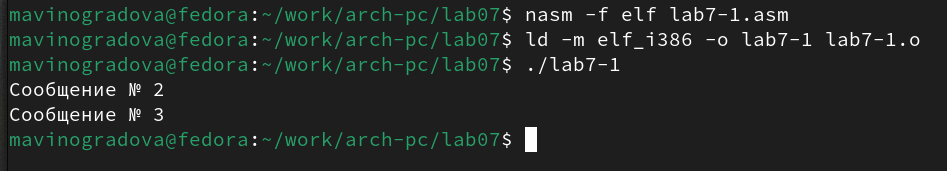 mavinogradova@fedora:~/work/arch-pc/lab07$ nasm -f elf lab7-1.asm
mavinogradova@fedora:~/work/arch-pc/lab07$ ld -m elf_i386 -o lab7-1 lab7-1.o
mavinogradova@fedora:~/work/arch-pc/lab07$ ./lab7-1
Сообщение № 2
Сообщение № 3
mavinogradova@fedora:~/work/arch-pc/lab07$